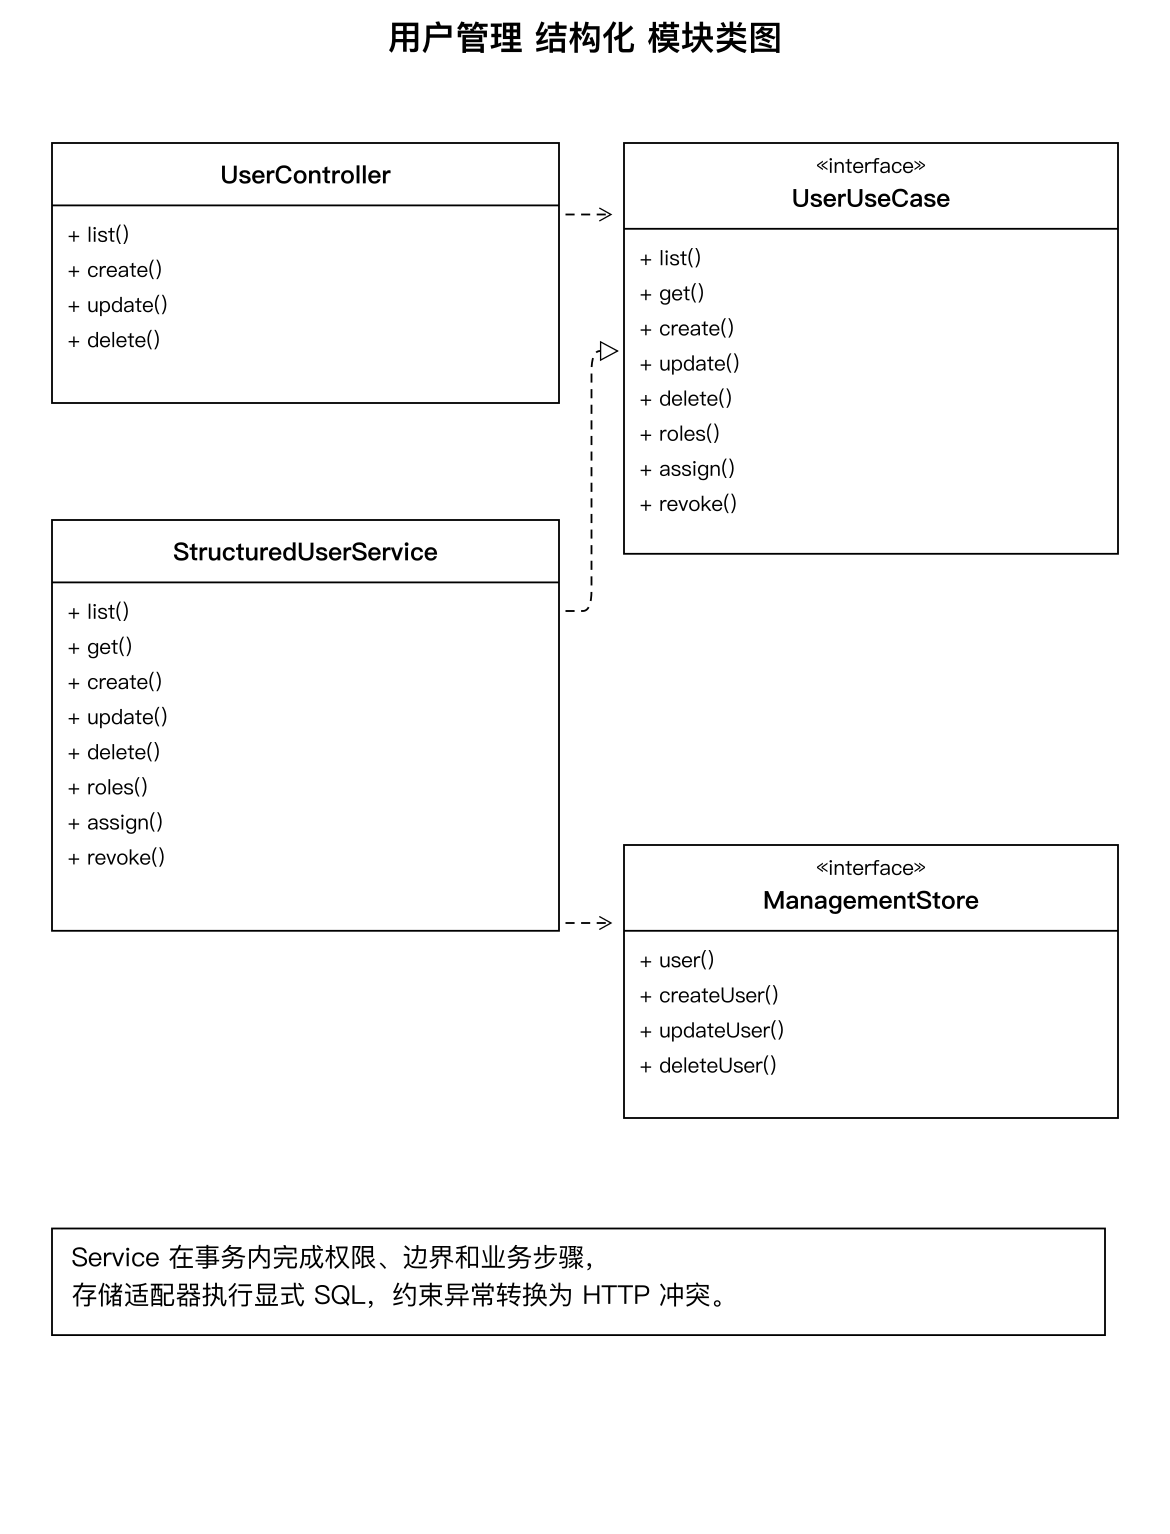 用户管理 结构化 模块类图
UserController
+ list()
+ create()
+ update()
+ delete()
«interface»
UserUseCase
+ list()
+ get()
+ create()
+ update()
+ delete()
+ roles()
+ assign()
+ revoke()
StructuredUserService
+ list()
+ get()
+ create()
+ update()
+ delete()
+ roles()
+ assign()
+ revoke()
«interface»
ManagementStore
+ user()
+ createUser()
+ updateUser()
+ deleteUser()
Service 在事务内完成权限、边界和业务步骤，
存储适配器执行显式 SQL，约束异常转换为 HTTP 冲突。